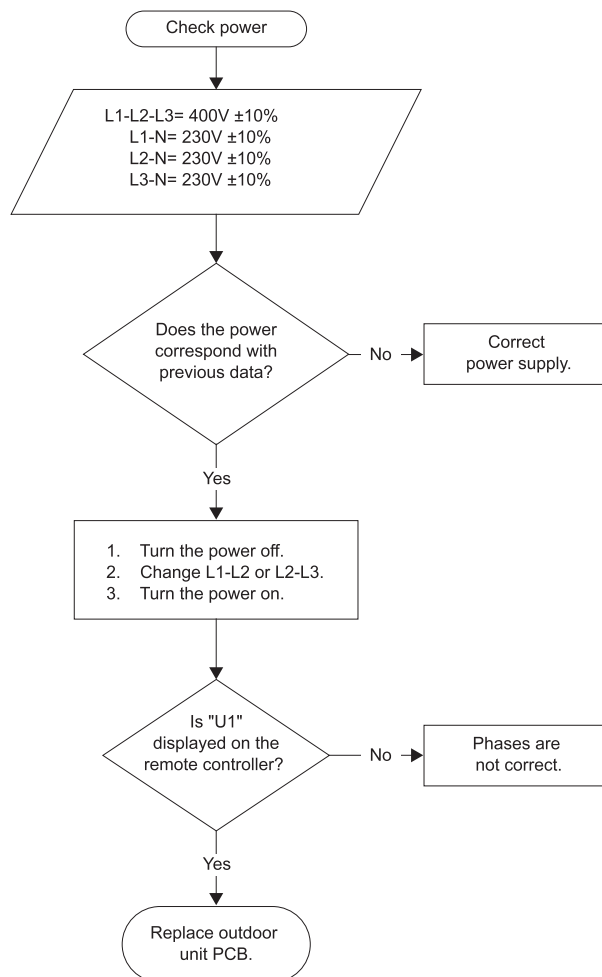 Check power
L1-L2-L3= 400V ±10%
L1-N= 230V ±10%
L2-N= 230V ±10%
L3-N= 230V ±10%
Does the power
correspond with
previous data?
No
Correct
power supply.
Yes
1. Turn the power off.
2. Change L1-L2 or L2-L3.
3. Turn the power on.
Is "U1"
displayed on the
remote controller?
No
Phases are
not correct.
Yes
Replace outdoor
unit PCB.